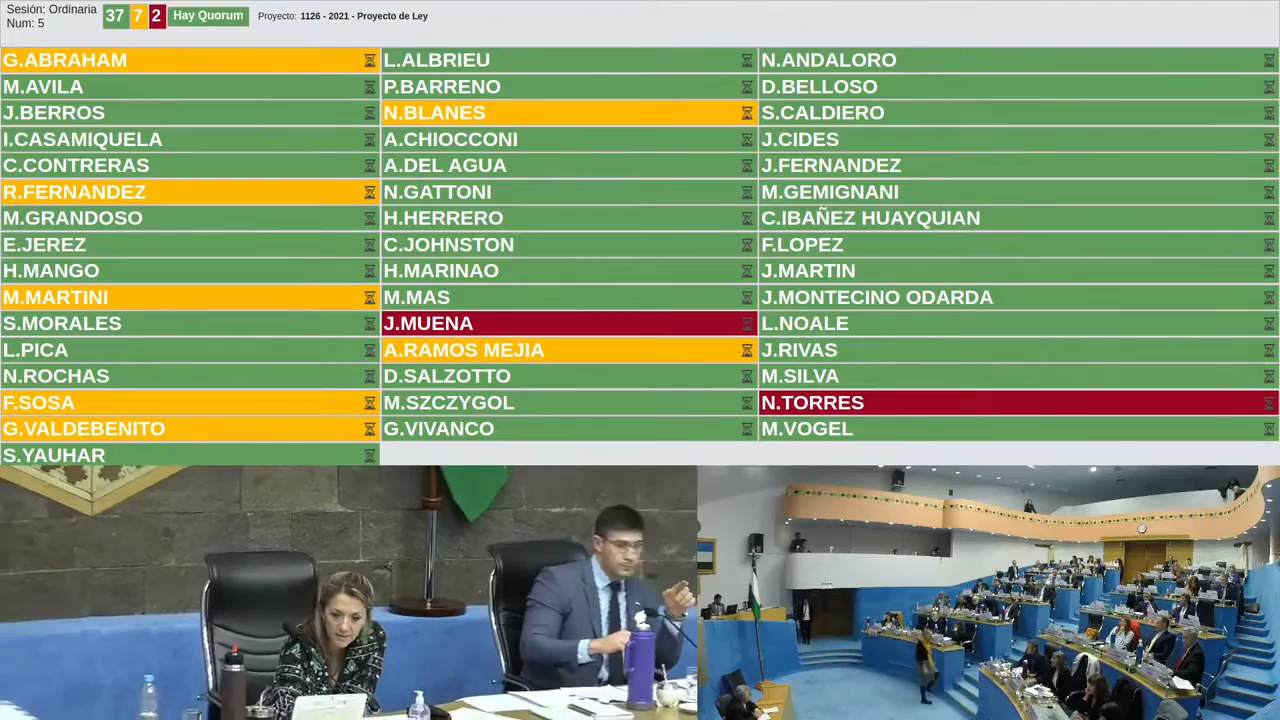 Sesión: Ordinaria
Num: 5
37 7 2 Hay Quorum Proyecto: 1126 - 2021 - Proyecto de Ley
G.ABRAHAM L.ALBRIEU N.ANDALORO
M.AVILA P.BARRENO D.BELLOSO
J.BERROS N.BLANES S.CALDIERO
I.CASAMIQUELA A.CHIOCCONI J.CIDES
C.CONTRERAS A.DEL AGUA J.FERNANDEZ
R.FERNANDEZ N.GATTONI M.GEMIGNANI
M.GRANDOSO H.HERRERO C.IBAÑEZ HUAYQUIAN
E.JEREZ C.JOHNSTON F.LOPEZ
H.MANGO H.MARINAO J.MARTIN
M.MARTINI M.MAS J.MONTECINO ODARDA
S.MORALES J.MUENA L.NOALE
L.PICA A.RAMOS MEJIA J.RIVAS
N.ROCHAS D.SALZOTTO M.SILVA
F.SOSA M.SZCZYGOL N.TORRES
G.VALDEBENITO G.VIVANCO M.VOGEL
S.YAUHAR